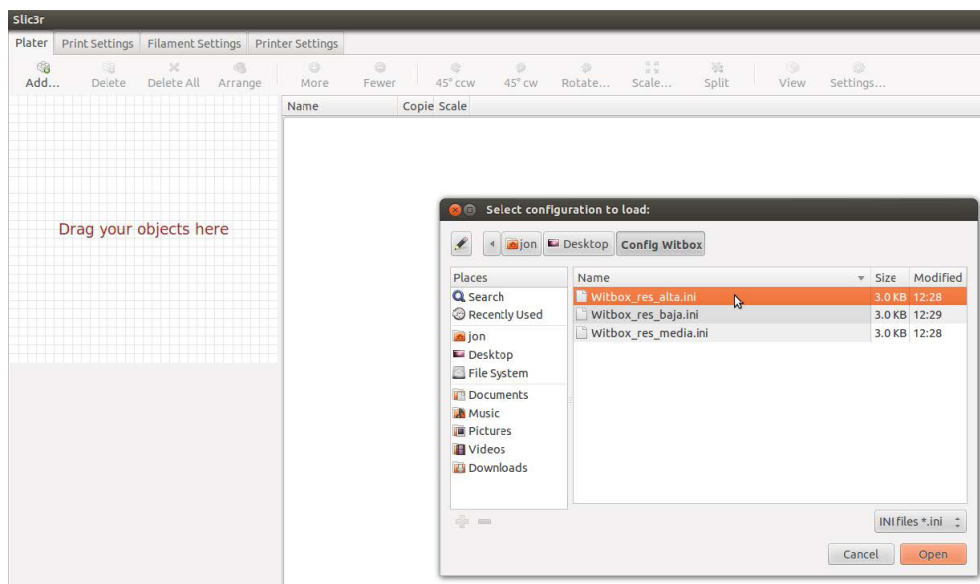 Slic3r
Plater Print Settings Filament Settings Printer Settings
Add... Delete Delete All Arrange More Fewer 45° ccw 45° cw Rotate... Scale... Split View Settings...
Name Copie Scale
Drag your objects here
Select configuration to load:
jon Desktop Config Witbox
Places Name Size Modified
Search Witbox_res_alta.ini 3.0 KB 12:28
Recently Used Witbox_res_baja.ini 3.0 KB 12:29
jon Witbox_res_media.ini 3.0 KB 12:28
Desktop
File System
Documents
Music
Pictures
Videos
Downloads
INI files *.ini
Cancel Open